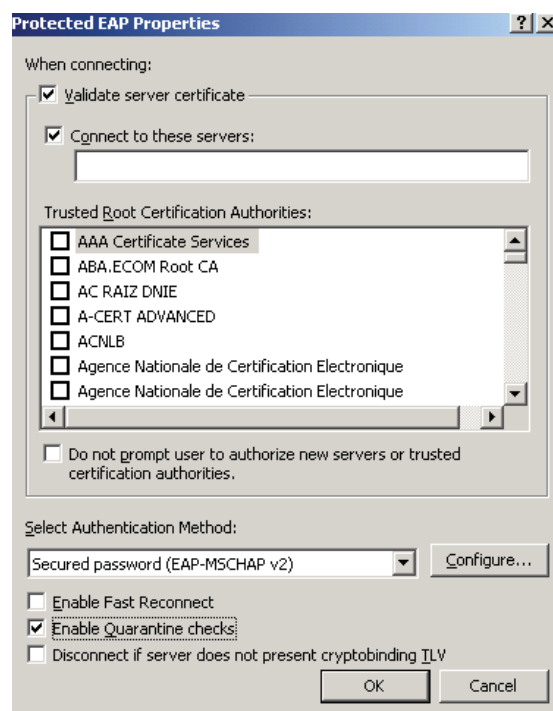 Protected EAP Properties
When connecting:
Validate server certificate
Connect to these servers:
Trusted Root Certification Authorities:
AAA Certificate Services
ABA.ECOM Root CA
AC RAIZ DNIE
A-CERT ADVANCED
ACNLB
Agence Nationale de Certification Electronique
Agence Nationale de Certification Electronique
Do not prompt user to authorize new servers or trusted
certification authorities.
Select Authentication Method:
Secured password (EAP-MSCHAP v2) Configure...
Enable Fast Reconnect
Enable Quarantine checks
Disconnect if server does not present cryptobinding TLV
OK Cancel